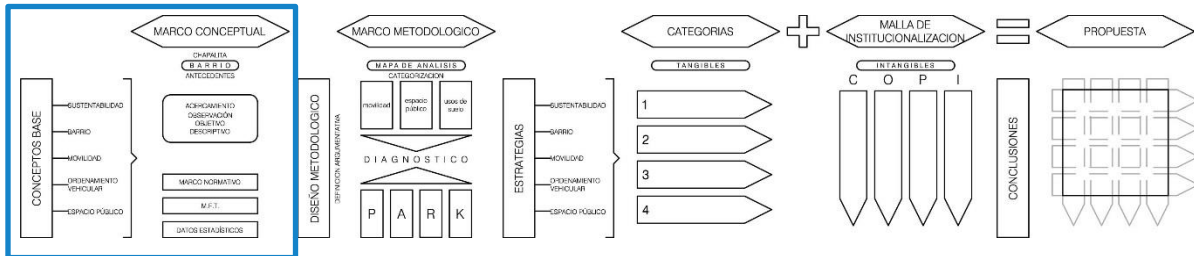 MARCO CONCEPTUAL
CHAPALITA
BARRIO
ANTECEDENTES
CONCEPTOS BASE
SUSTENTABILIDAD
BARRIO
MOVILIDAD
ORDENAMIENTO
VEHICULAR
ESPACIO PÚBLICO
ACERCAMIENTO
OBSERVACIÓN
OBJETIVO
DESCRIPTIVO
MARCO NORMATIVO
M.F.T.
DATOS ESTADÍSTICOS
MARCO METODOLOGICO
MAPA DE ANALISIS
CATEGORIZACION
DISEÑO METODOLOGICO
DEFINICION ARGUMENTATIVA
movilidad
espacio
público
usos de
suelo
DIAGNOSTICO
P A R K
ESTRATEGIAS
SUSTENTABILIDAD
BARRIO
MOVILIDAD
ORDENAMIENTO
VEHICULAR
ESPACIO PÚBLICO
CATEGORIAS
TANGIBLES
1
2
3
4
+
MALLA DE
INSTITUCIONALIZACION
INTANGIBLES
C O P I
=
CONCLUSIONES
PROPUESTA